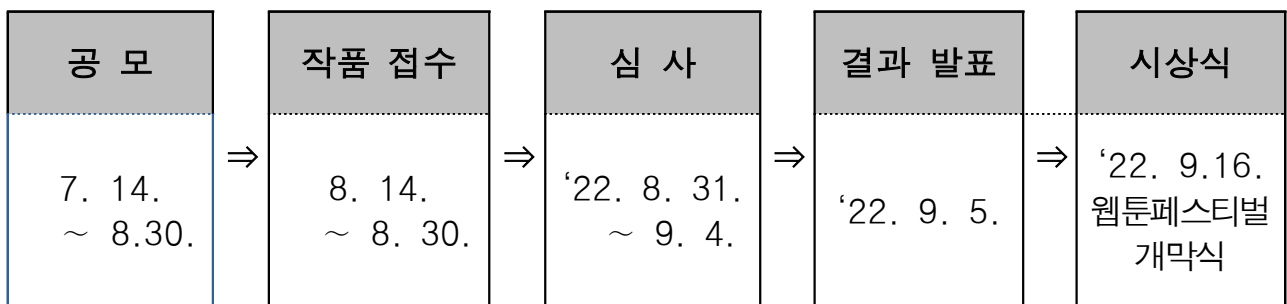 공 모
7. 14.
~ 8.30.
⇒
작품 접수
8. 14.
~ 8. 30.
⇒
심 사
‘22. 8. 31.
~ 9. 4.
⇒
결과 발표
‘22. 9. 5.
⇒
시상식
‘22. 9.16.
웹툰페스티벌
개막식